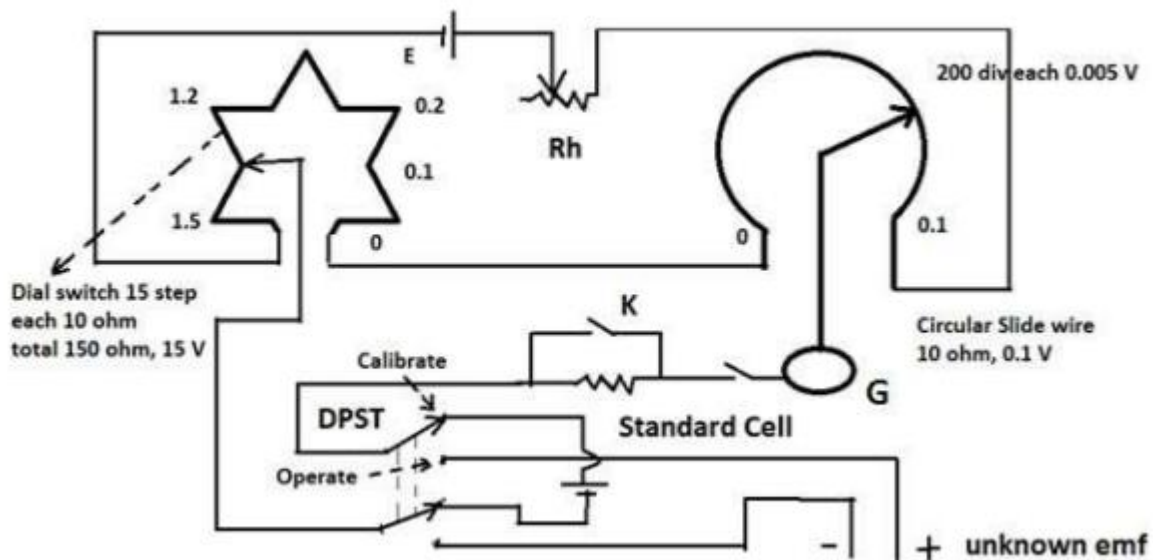 E
200 div each 0.005 V
1.2
0.2
Rh
0.1
1.5
0
0
0.1
Dial switch 15 step
each 10 ohm
total 150 ohm, 15 V
K
Circular Slide wire
10 ohm, 0.1 V
Calibrate
G
DPST
Standard Cell
Operate
- + unknown emf